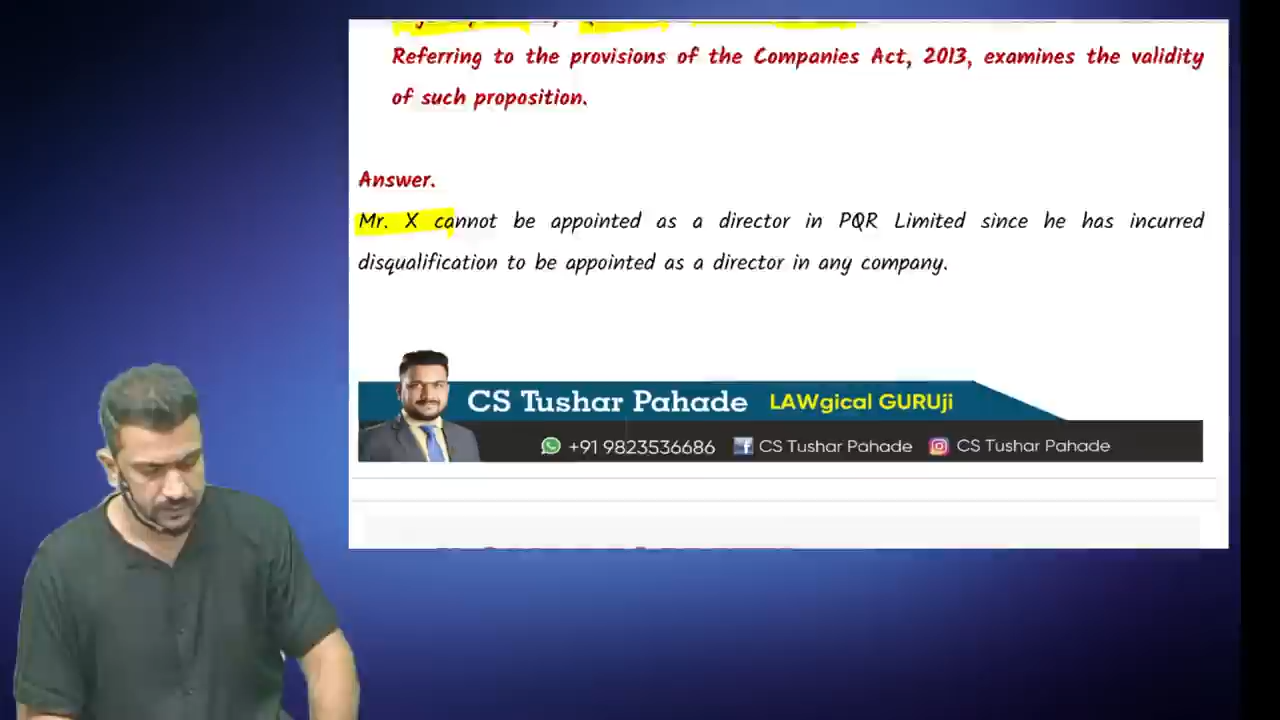 Referring to the provisions of the Companies Act, 2013, examines the validity
of such proposition.
Answer.
Mr. X cannot be appointed as a director in PQR Limited since he has incurred
disqualification to be appointed as a director in any company.
CS Tushar Pahade LAWgical GURUji
+91 9823536686 CS Tushar Pahade CS Tushar Pahade